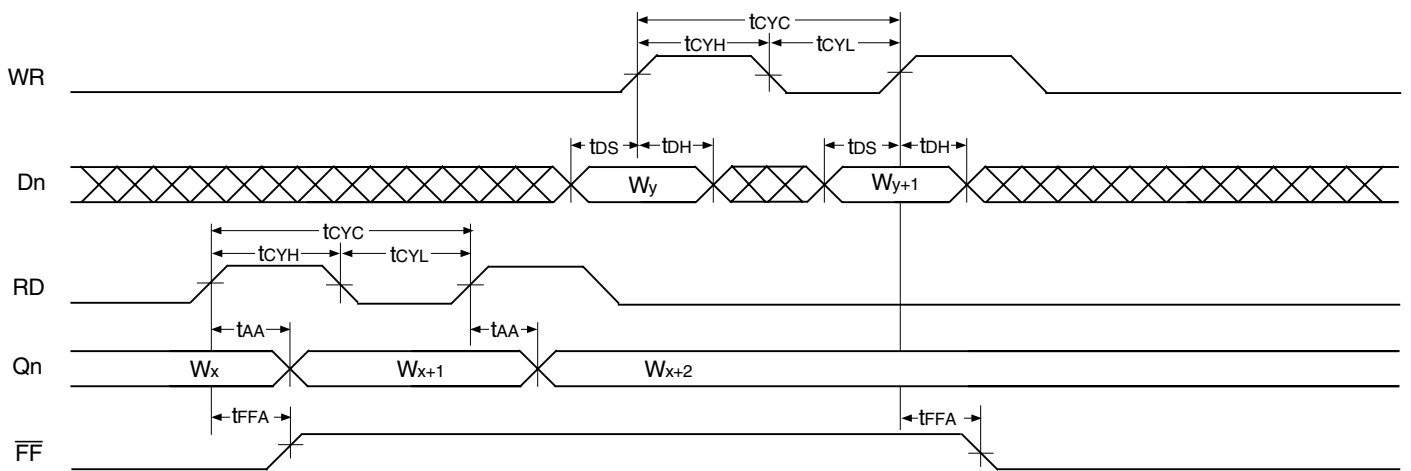 tCYC
tCYH tCYL
WR
tDS tDH tDS tDH
Dn Wy Wy+1
tCYC
tCYH tCYL
RD
tAA tAA
Qn Wx Wx+1 Wx+2
tFFA tFFA
F̅F̅